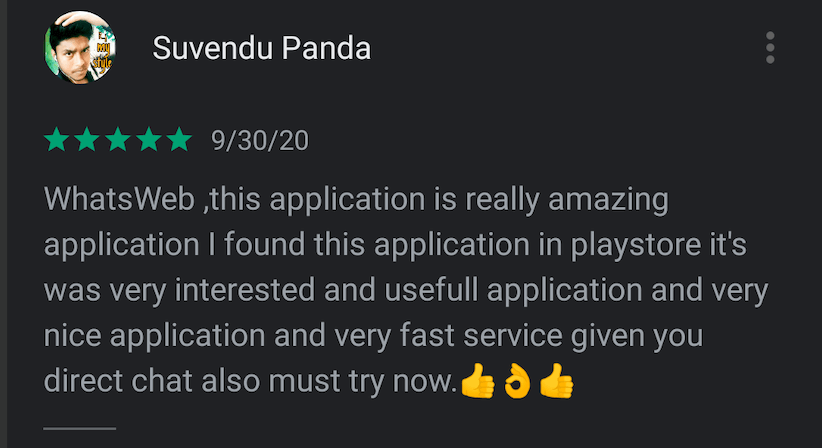 Suvendu Panda
9/30/20
WhatsWeb ,this application is really amazing
application I found this application in playstore it's
was very interested and usefull application and very
nice application and very fast service given you
direct chat also must try now.👍👌👍
my
style